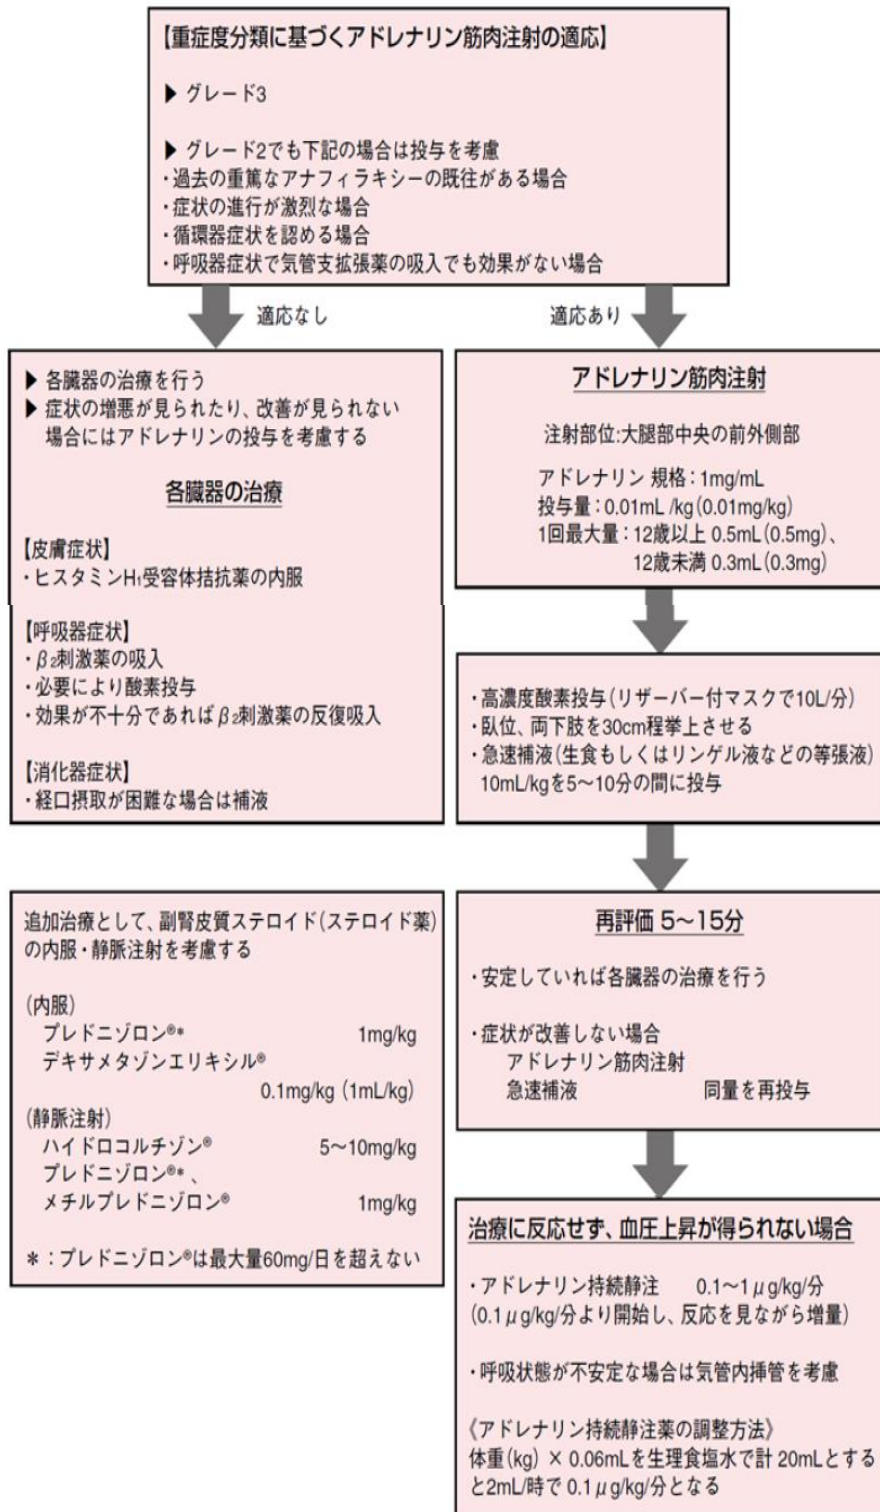 【重症度分類に基づくアドレナリン筋肉注射の適応】
▶ グレード3
▶ グレード2でも下記の場合は投与を考慮
・過去の重篤なアナフィラキシーの既往がある場合
・症状の進行が激烈な場合
・循環器症状を認める場合
・呼吸器症状で気管支拡張薬の吸入でも効果がない場合
適応なし
適応あり
▶ 各臓器の治療を行う
▶ 症状の増悪が見られたり、改善が見られない
場合にはアドレナリンの投与を考慮する
各臓器の治療
【皮膚症状】
・ヒスタミンH₁受容体拮抗薬の内服
【呼吸器症状】
・β₂刺激薬の吸入
・必要により酸素投与
・効果が不十分であればβ₂刺激薬の反復吸入
【消化器症状】
・経口摂取が困難な場合は補液
追加治療として、副腎皮質ステロイド(ステロイド薬)
の内服・静脈注射を考慮する
(内服)
プレドニゾロン®* 1mg/kg
デキサメタゾンエリキシル®
0.1mg/kg (1mL/kg)
(静脈注射)
ハイドロコルチゾン® 5〜10mg/kg
プレドニゾロン®*、
メチルプレドニゾロン® 1mg/kg
*:プレドニゾロン®は最大量60mg/日を超えない
アドレナリン筋肉注射
注射部位:大腿部中央の前外側部
アドレナリン 規格:1mg/mL
投与量:0.01mL /kg(0.01mg/kg)
1回最大量:12歳以上 0.5mL(0.5mg)、
12歳未満 0.3mL(0.3mg)
・高濃度酸素投与(リザーバー付マスクで10L/分)
・臥位、両下肢を30cm程挙上させる
・急速補液(生食もしくはリンゲル液などの等張液)
10mL/kgを5〜10分の間に投与
再評価 5〜15分
・安定していれば各臓器の治療を行う
・症状が改善しない場合
アドレナリン筋肉注射
急速補液 同量を再投与
治療に反応せず、血圧上昇が得られない場合
・アドレナリン持続静注 0.1〜1μg/kg/分
(0.1μg/kg/分より開始し、反応を見ながら増量)
・呼吸状態が不安定な場合は気管内挿管を考慮
《アドレナリン持続静注薬の調整方法》
体重(kg) × 0.06mLを生理食塩水で計 20mLとする
と2mL/時で 0.1μg/kg/分となる